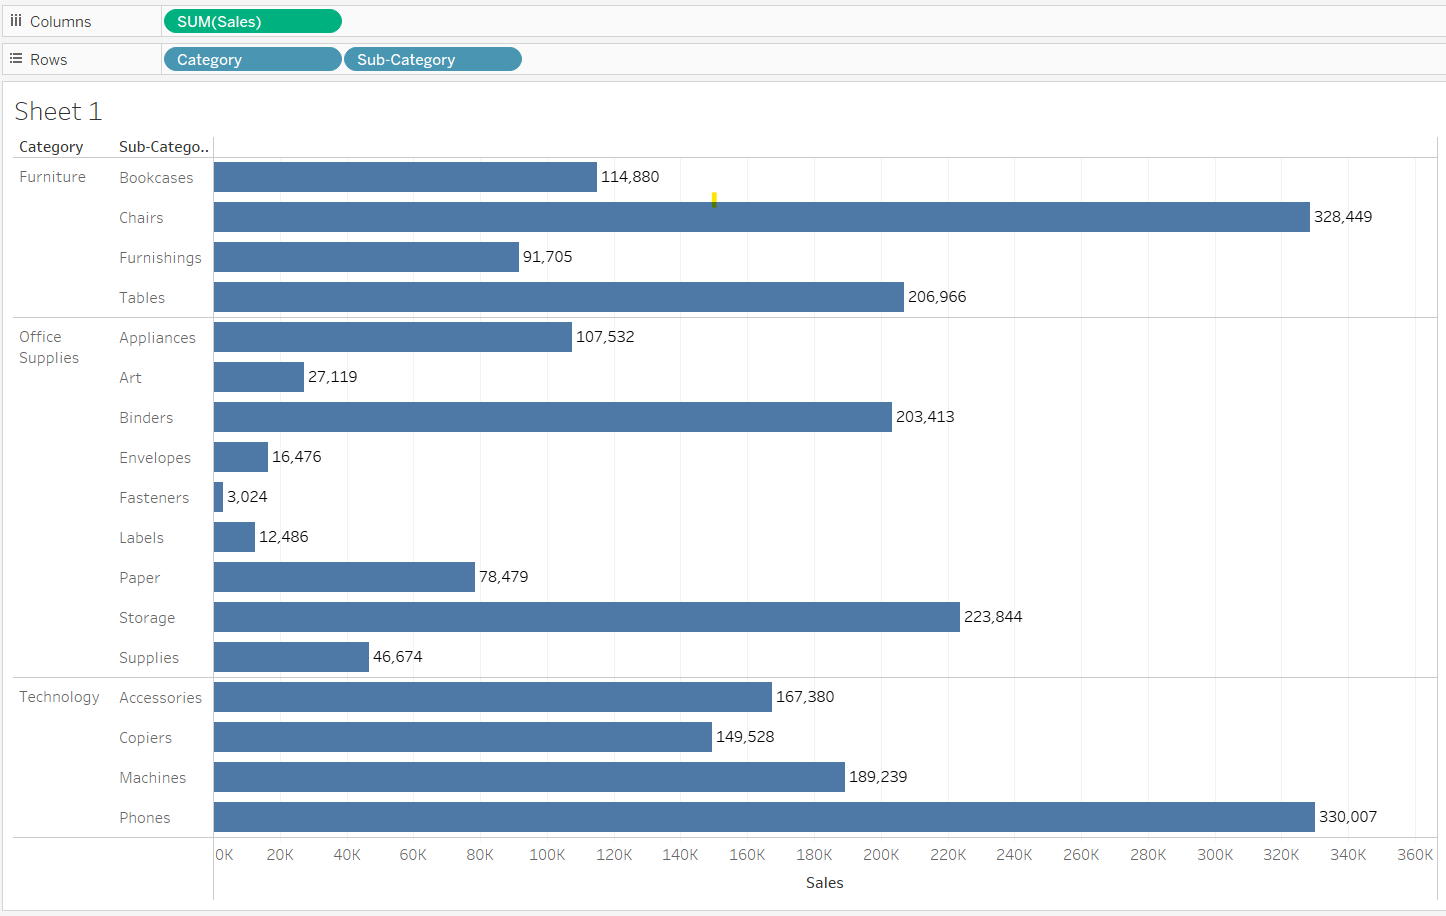 Columns SUM(Sales)
Rows Category Sub-Category
Sheet 1
Category Sub-Catego..
Furniture Bookcases 114,880
Chairs 328,449
Furnishings 91,705
Tables 206,966
Office Supplies Appliances 107,532
Art 27,119
Binders 203,413
Envelopes 16,476
Fasteners 3,024
Labels 12,486
Paper 78,479
Storage 223,844
Supplies 46,674
Technology Accessories 167,380
Copiers 149,528
Machines 189,239
Phones 330,007
0K 20K 40K 60K 80K 100K 120K 140K 160K 180K 200K 220K 240K 260K 280K 300K 320K 340K 360K
Sales